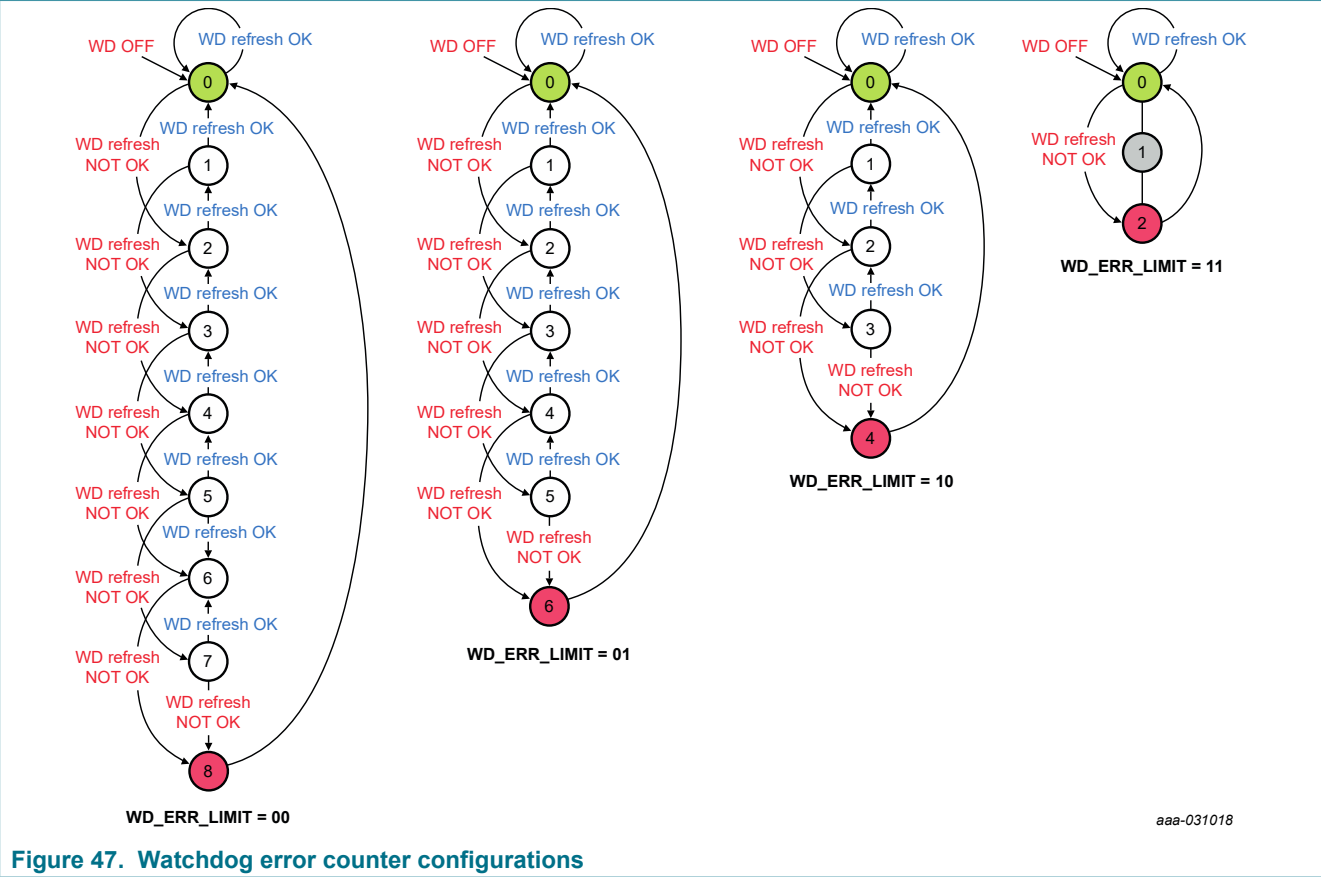 WD OFF
WD refresh OK
0
WD refresh OK
WD refresh
NOT OK
1
WD refresh OK
2
WD refresh
NOT OK
WD refresh OK
3
WD refresh
NOT OK
WD refresh OK
4
WD refresh
NOT OK
WD refresh OK
5
WD refresh
NOT OK
WD refresh OK
6
WD refresh
NOT OK
WD refresh OK
7
WD refresh
NOT OK
WD refresh
NOT OK
8
WD_ERR_LIMIT = 00
WD OFF
WD refresh OK
0
WD refresh OK
WD refresh
NOT OK
1
WD refresh OK
2
WD refresh
NOT OK
WD refresh OK
3
WD refresh
NOT OK
WD refresh OK
4
WD refresh
NOT OK
WD refresh OK
5
WD refresh
NOT OK
WD refresh
NOT OK
6
WD_ERR_LIMIT = 01
WD OFF
WD refresh OK
0
WD refresh OK
WD refresh
NOT OK
1
WD refresh OK
2
WD refresh
NOT OK
WD refresh OK
3
WD refresh
NOT OK
WD refresh
NOT OK
4
WD_ERR_LIMIT = 10
WD OFF
WD refresh OK
0
WD refresh
NOT OK
1
2
WD_ERR_LIMIT = 11
aaa-031018
Figure 47. Watchdog error counter configurations